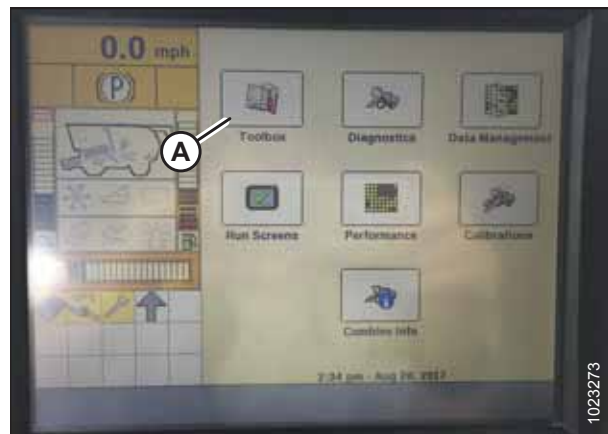 0.0 mph
(P)
A
Toolbox
Diagnostics
Data Management
Run Screens
Performance
Calibrations
Combine Info
1023273